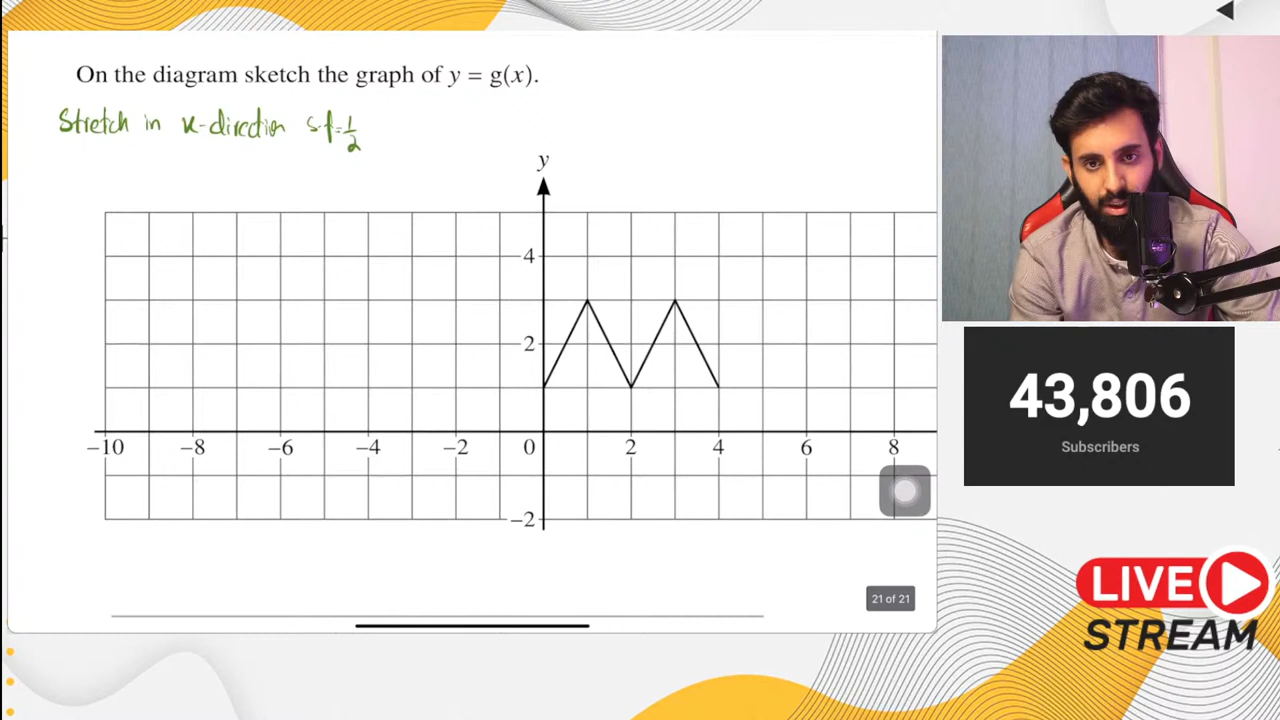 On the diagram sketch the graph of y = g(x).
Stretch in x-direction s.f = 1/2
y
4
2
−10 −8 −6 −4 −2 0 2 4 6 8
−2
21 of 21
43,806
Subscribers
LIVE
STREAM